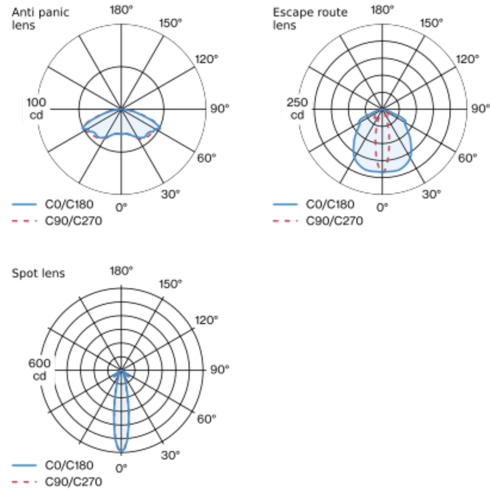 Anti panic
lens
180°
150°
120°
100
cd
90°
60°
30°
0°
C0/C180
C90/C270
Escape route
lens
180°
150°
120°
250
cd
90°
60°
30°
0°
C0/C180
C90/C270
Spot lens
180°
150°
120°
600
cd
90°
60°
30°
0°
C0/C180
C90/C270